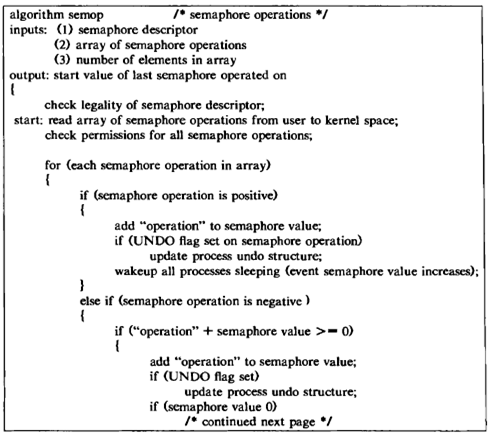 algorithm semop /* semaphore operations */
inputs: (1) semaphore descriptor
(2) array of semaphore operations
(3) number of elements in array
output: start value of last semaphore operated on
{
check legality of semaphore descriptor;
start: read array of semaphore operations from user to kernel space;
check permissions for all semaphore operations;
for (each semaphore operation in array)
{
if (semaphore operation is positive)
{
add "operation" to semaphore value;
if (UNDO flag set on semaphore operation)
update process undo structure;
wakeup all processes sleeping (event semaphore value increases);
}
else if (semaphore operation is negative )
{
if ("operation" + semaphore value >= 0)
{
add "operation" to semaphore value;
if (UNDO flag set)
update process undo structure;
if (semaphore value 0)
/* continued next page */